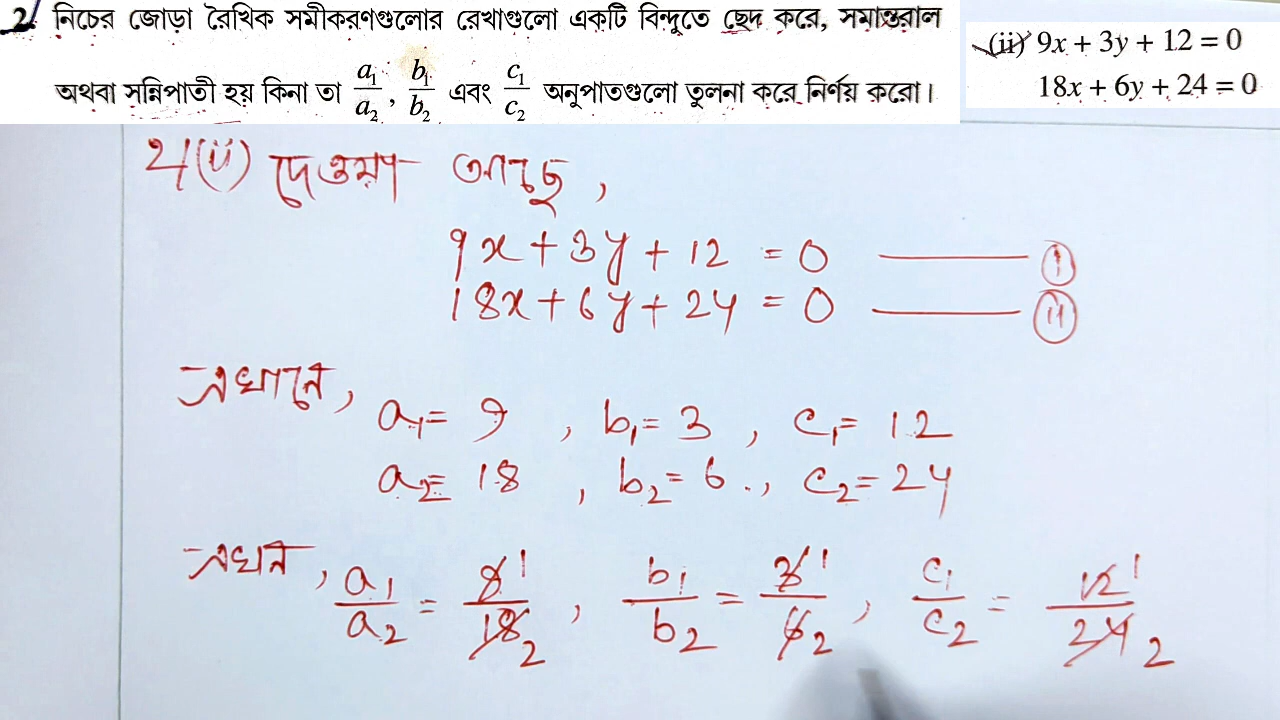 2. নিচের জোড়া রৈখিক সমীকরণগুলোর রেখাগুলো একটি বিন্দুতে ছেদ করে, সমান্তরাল
অথবা সন্নিপাতী হয় কিনা তা a₁/a₂, b₁/b₂ এবং c₁/c₂ অনুপাতগুলো তুলনা করে নির্ণয় করো।
(ii) 9x + 3y + 12 = 0
18x + 6y + 24 = 0
২।(ii) দেওয়া আছে,
9x + 3y + 12 = 0 ——— (i)
18x + 6y + 24 = 0 ——— (ii)
এখানে,
a₁ = 9, b₁ = 3, c₁ = 12
a₂ = 18, b₂ = 6, c₂ = 24
এখন, a₁/a₂ = 9 1/18 2, b₁/b₂ = 3 1/6 2, c₁/c₂ = 12 1/24 2